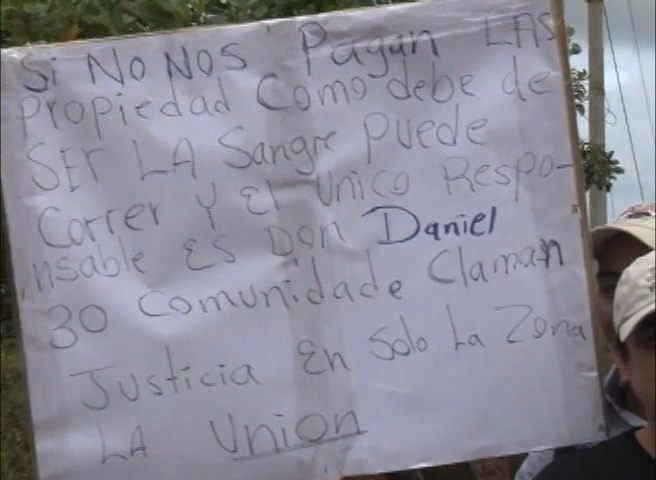 Si NO NOS Pagan LAS
Propiedad Como debe de
SER LA Sangre Puede
Correr Y El Unico Respo-
nsable ES Don Daniel
30 Comunidade Claman
Justicia En Solo La Zona
LA Unión